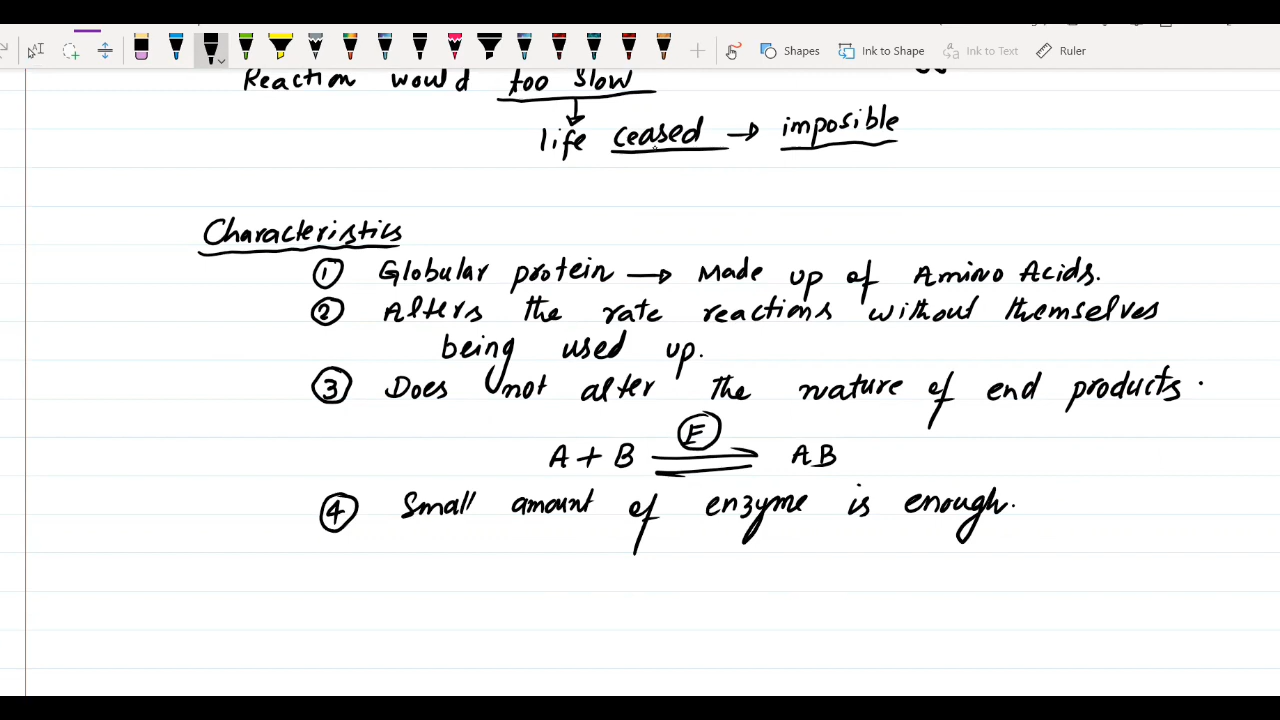 AI Shapes Ink to Shape Ink to Text Ruler
Reaction would too slow
life ceased → imposible
Characteristics
① Globular protein → Made up of Amino Acids.
② Alters the rate reactions without themselves
being used up.
③ Does not alter the nature of end products.
E
A + B ⇌ AB
④ Small amount of enzyme is enough.